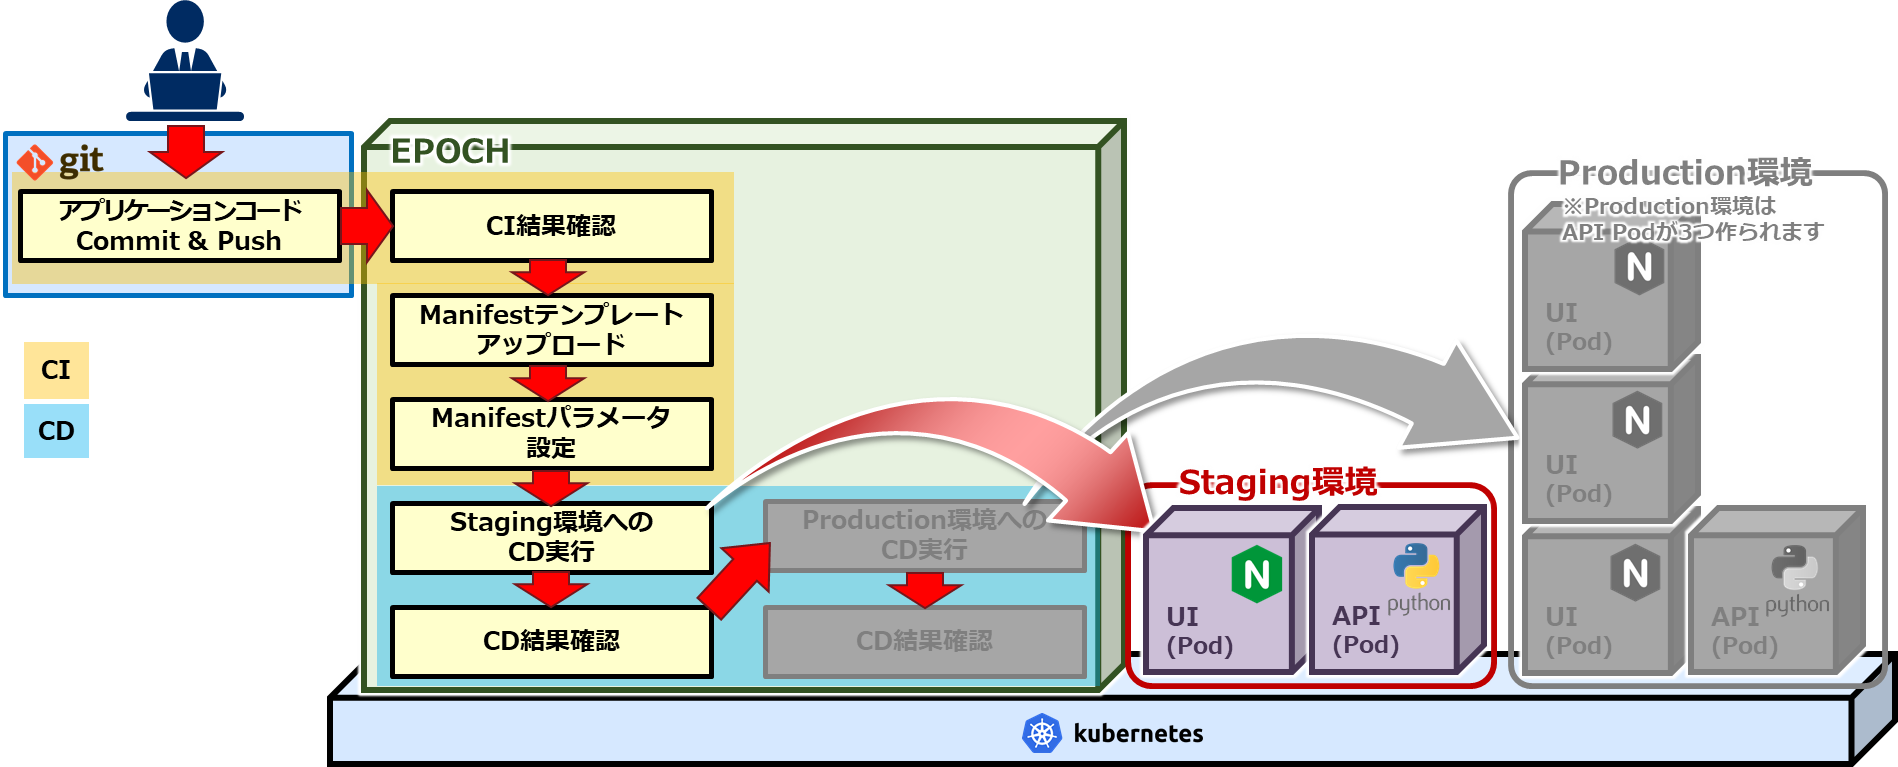 git
アプリケーションコード
Commit & Push
CI
CD
EPOCH
CI結果確認
Manifestテンプレート
アップロード
Manifestパラメータ
設定
Staging環境への
CD実行
CD結果確認
Production環境への
CD実行
CD結果確認
Staging環境
UI
(Pod)
python
API
(Pod)
Production環境
※Production環境は
API Podが3つ作られます
UI
(Pod)
UI
(Pod)
UI
(Pod)
python
API
(Pod)
kubernetes